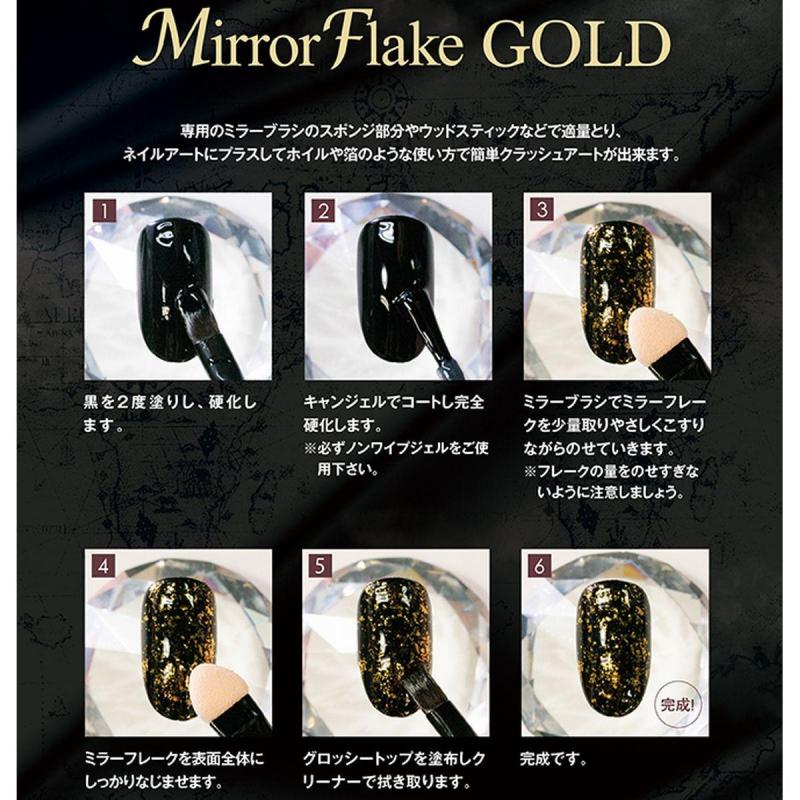 Mirror Flake GOLD
専用のミラーブラシのスポンジ部分やウッドスティックなどで適量とり、
ネイルアートにプラスしてホイルや箔のような使い方で簡単クラッシュアートが出来ます。
1
黒を2度塗りし、硬化し
ます。
2
キャンジェルでコートし完全
硬化します。
※必ずノンワイプジェルをご使
用下さい。
3
ミラーブラシでミラーフレー
クを少量取りやさしくこすり
ながらのせていきます。
※フレークの量をのせすぎな
いように注意しましょう。
4
ミラーフレークを表面全体に
しっかりなじませます。
5
グロッシートップを塗布しク
リーナーで拭き取ります。
6
完成!
完成です。